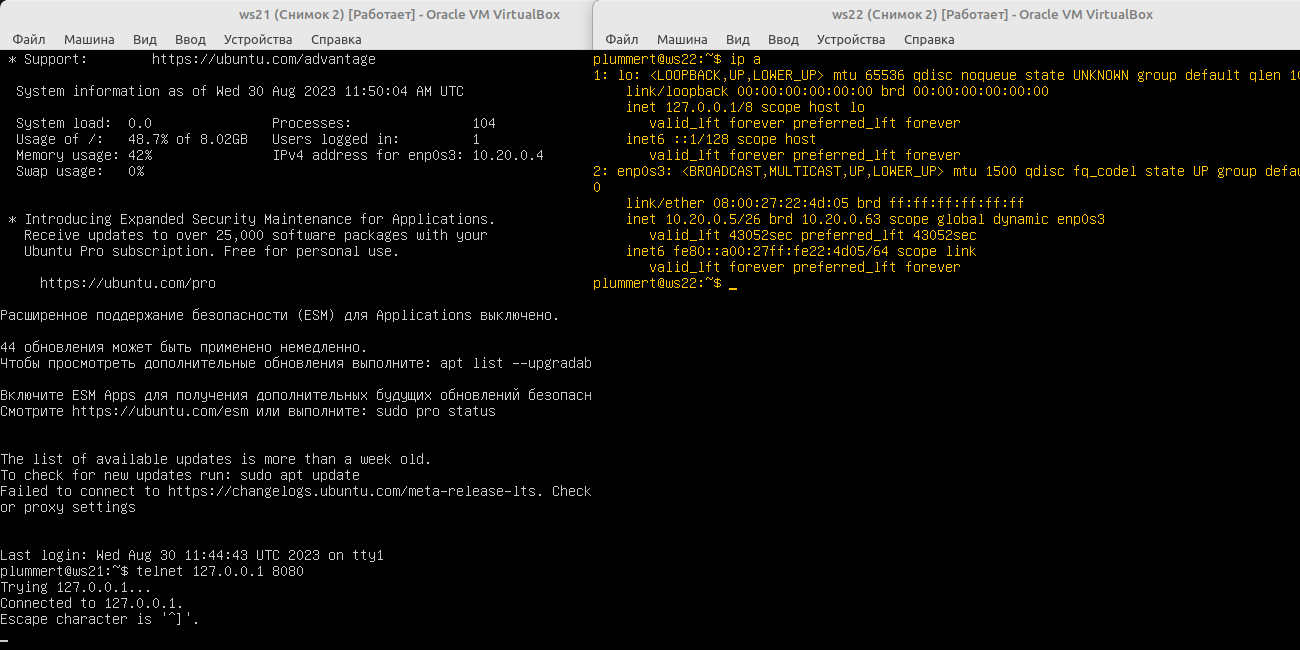 ws21 (Снимок 2) [Работает] - Oracle VM VirtualBox
Файл Машина Вид Ввод Устройства Справка
* Support: https://ubuntu.com/advantage
System information as of Wed 30 Aug 2023 11:50:04 AM UTC
System load: 0.0 Processes: 104
Usage of /: 48.7% of 8.02GB Users logged in: 1
Memory usage: 42% IPv4 address for enp0s3: 10.20.0.4
Swap usage: 0%
* Introducing Expanded Security Maintenance for Applications.
Receive updates to over 25,000 software packages with your
Ubuntu Pro subscription. Free for personal use.
https://ubuntu.com/pro
Расширенное поддержание безопасности (ESM) для Applications выключено.
44 обновления может быть применено немедленно.
Чтобы просмотреть дополнительные обновления выполните: apt list --upgradab
Включите ESM Apps для получения дополнительных будущих обновлений безопасн
Смотрите https://ubuntu.com/esm или выполните: sudo pro status
The list of available updates is more than a week old.
To check for new updates run: sudo apt update
Failed to connect to https://changelogs.ubuntu.com/meta-release-lts. Check
or proxy settings
Last login: Wed Aug 30 11:44:43 UTC 2023 on tty1
plummert@ws21:~$ telnet 127.0.0.1 8080
Trying 127.0.0.1...
Connected to 127.0.0.1.
Escape character is '^]'.
ws22 (Снимок 2) [Работает] - Oracle VM VirtualBox
Файл Машина Вид Ввод Устройства Справка
plummert@ws22:~$ ip a
1: lo: <LOOPBACK,UP,LOWER_UP> mtu 65536 qdisc noqueue state UNKNOWN group default qlen 10
link/loopback 00:00:00:00:00:00 brd 00:00:00:00:00:00
inet 127.0.0.1/8 scope host lo
valid_lft forever preferred_lft forever
inet6 ::1/128 scope host
valid_lft forever preferred_lft forever
2: enp0s3: <BROADCAST,MULTICAST,UP,LOWER_UP> mtu 1500 qdisc fq_codel state UP group defau
0
link/ether 08:00:27:22:4d:05 brd ff:ff:ff:ff:ff:ff
inet 10.20.0.5/26 brd 10.20.0.63 scope global dynamic enp0s3
valid_lft 43052sec preferred_lft 43052sec
inet6 fe80::a00:27ff:fe22:4d05/64 scope link
valid_lft forever preferred_lft forever
plummert@ws22:~$ _